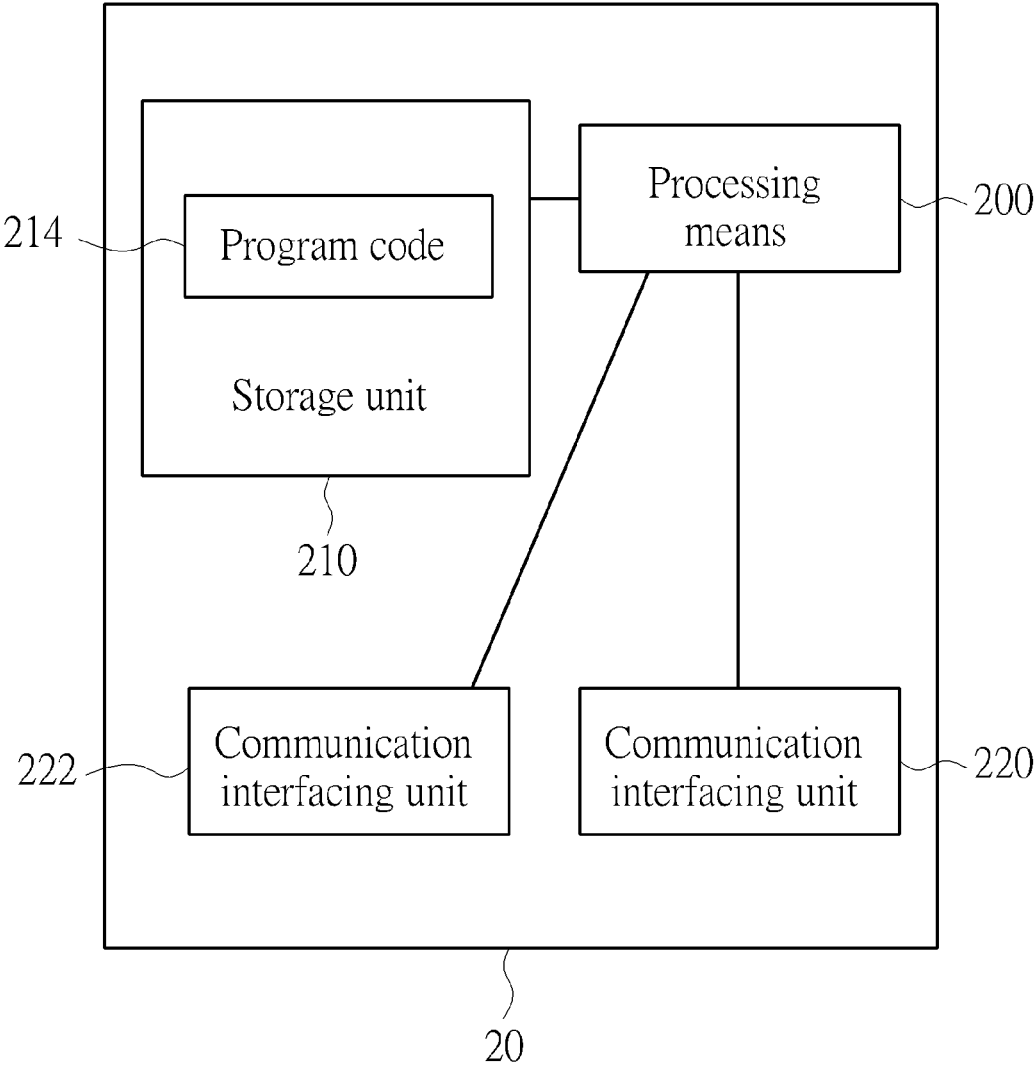 Processing
means
200
214
Program code
Storage unit
210
222
Communication
interfacing unit
Communication
interfacing unit
220
20